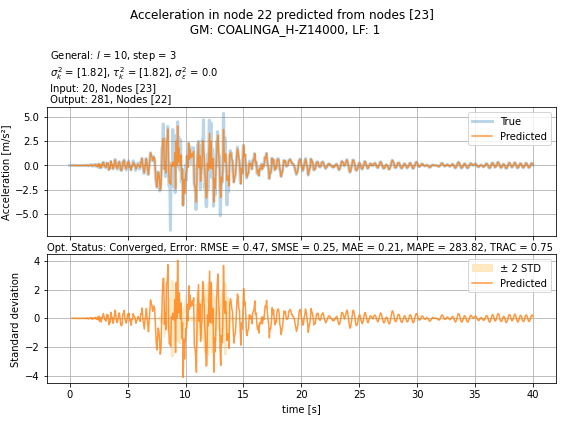 Acceleration in node 22 predicted from nodes [23]
GM: COALINGA_H-Z14000, LF: 1
General: l = 10, step = 3
σ²ₖ = [1.82], τ²ₖ = [1.82], σ²ε = 0.0
Input: 20, Nodes [23]
Output: 281, Nodes [22]
Acceleration [m/s²]
5.0
2.5
0.0
−2.5
−5.0
True
Predicted
Opt. Status: Converged, Error: RMSE = 0.47, SMSE = 0.25, MAE = 0.21, MAPE = 283.82, TRAC = 0.75
Standard deviation
4
2
0
−2
−4
± 2 STD
Predicted
0 5 10 15 20 25 30 35 40
time [s]